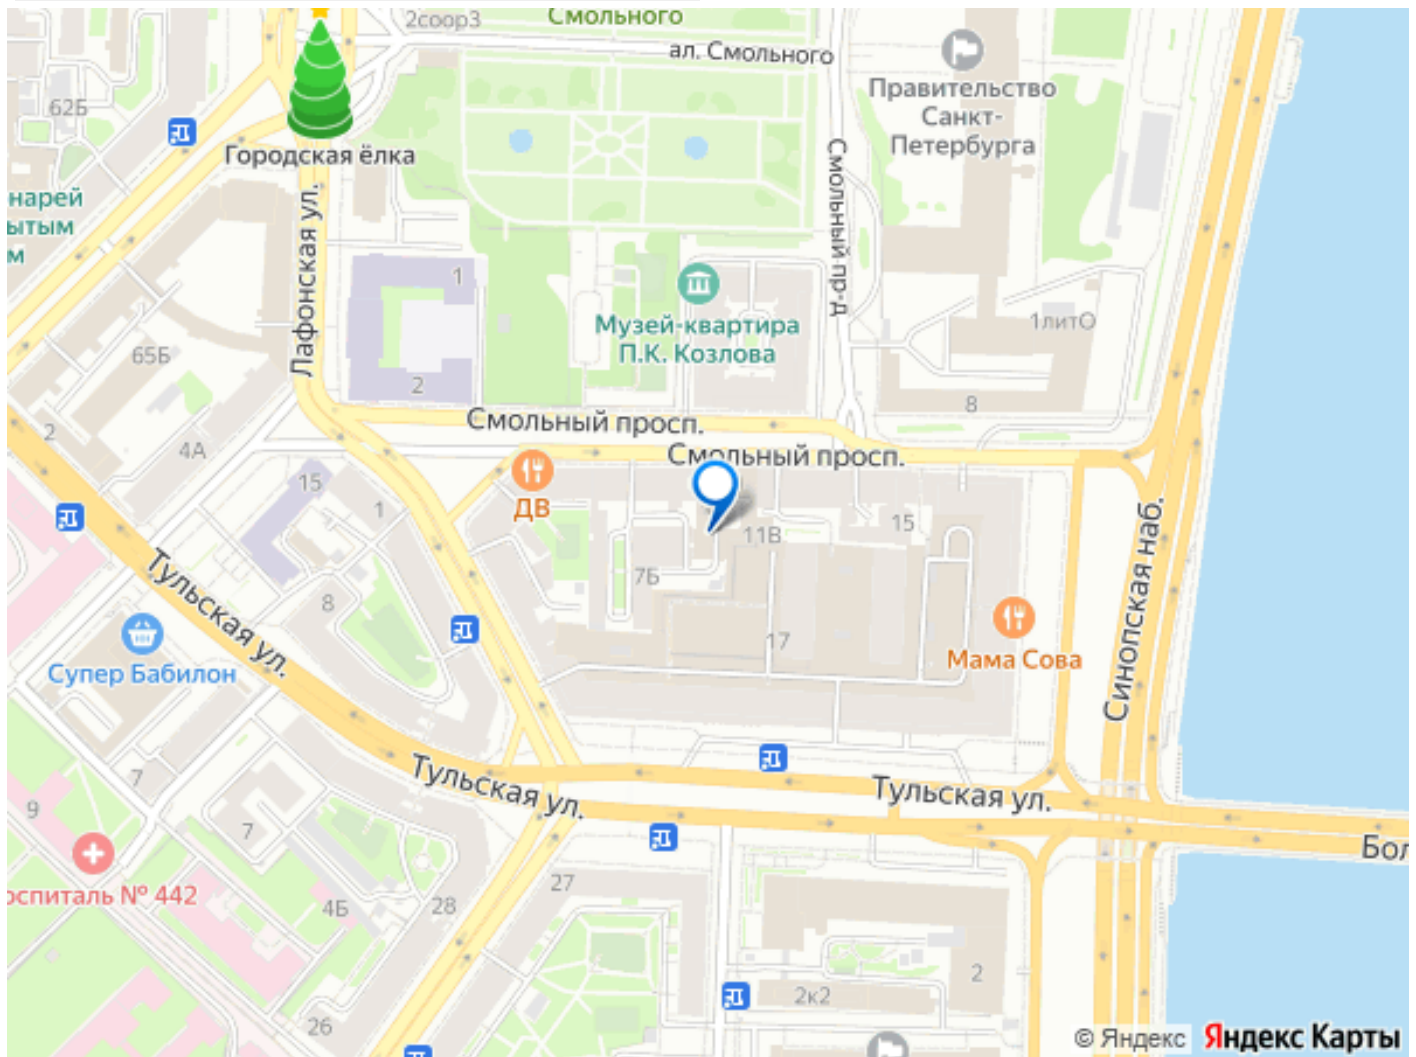 2соор3
Смольного
ал. Смольного
Правительство
Санкт-
Петербурга
62Б
Городская ёлка
нарей
ытым
м
Лафонская ул.
Смольный пр-д
1
Музей-квартира
П.К. Козлова
1литО
65Б
2
8
Смольный просп.
2
4А
Смольный просп.
15
ДВ
1
11В
15
Синопская наб.
7Б
Тульская ул.
8
17
Мама Сова
Супер Бабилон
7
Тульская ул.
Тульская ул.
9
7
Бол
оспиталь № 442
4Б
28
27
2
2к2
26
© Яндекс
Яндекс Карты